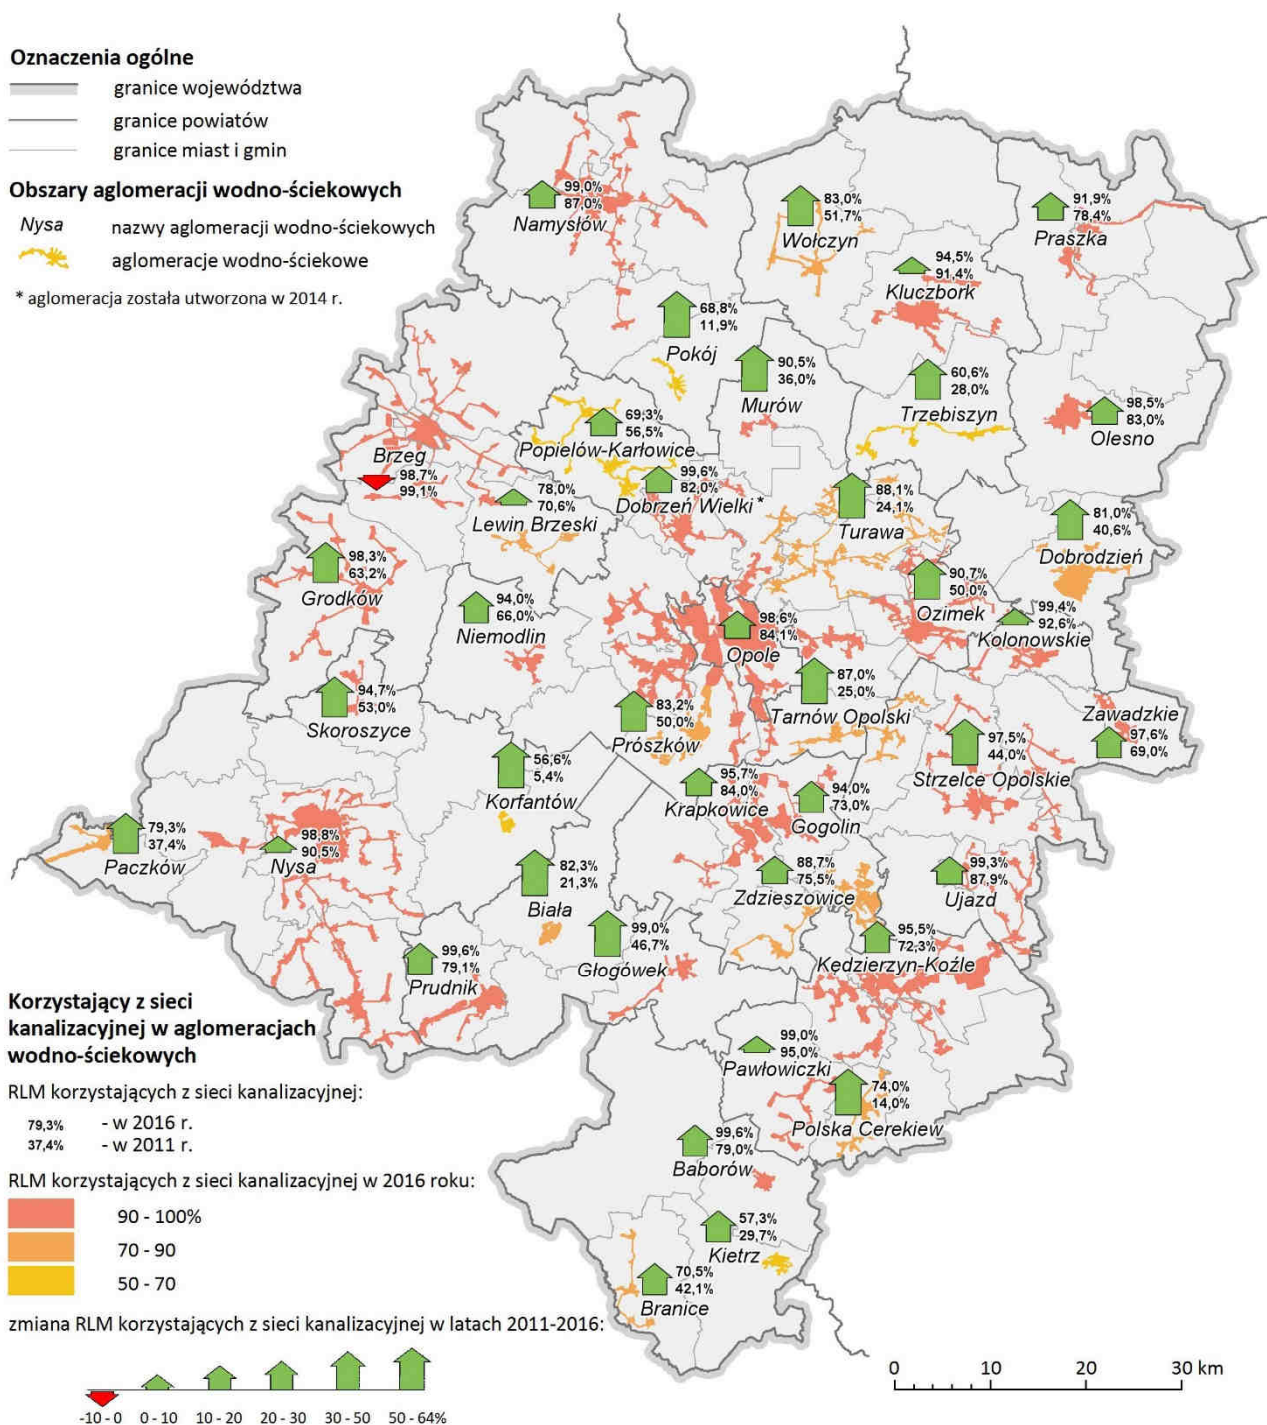 Oznaczenia ogólne
granice województwa
granice powiatów
granice miast i gmin
Obszary aglomeracji wodno-ściekowych
Nysa nazwy aglomeracji wodno-ściekowych
aglomeracje wodno-ściekowe
* aglomeracja została utworzona w 2014 r.
99,0%
87,0%
Namysłów
83,0%
51,7%
Wołczyn
91,9%
78,4%
Praszka
94,5%
91,4%
Kluczbork
68,8%
11,9%
Pokój
90,5%
36,0%
Murów
60,6%
28,0%
Trzebiszyn
98,5%
83,0%
Olesno
69,3%
56,5%
Popielów-Karłowice
Brzeg
98,7%
99,1%
78,0%
70,6%
Lewin Brzeski
99,6%
82,0%
Dobrzeń Wielki *
88,1%
24,1%
Turawa
81,0%
40,6%
Dobrodzień
98,3%
63,2%
Grodków
94,0%
66,0%
Niemodlin
90,7%
50,0%
Ozimek
99,4%
92,6%
Kolonowskie
98,6%
84,1%
Opole
94,7%
53,0%
Skoroszyce
83,2%
50,0%
Prószków
87,0%
25,0%
Tarnów Opolski
Zawadzkie
97,6%
69,0%
97,5%
44,0%
Strzelce Opolskie
56,6%
5,4%
Korfantów
95,7%
84,0%
Krapkowice
94,0%
73,0%
Gogolin
79,3%
37,4%
Paczków
98,8%
90,5%
Nysa
82,3%
21,3%
Biała
88,7%
75,5%
Zdzieszowice
99,3%
87,9%
Ujazd
99,6%
79,1%
Prudnik
99,0%
46,7%
Głogówek
95,5%
72,3%
Kędzierzyn-Koźle
99,0%
95,0%
Pawłowiczki
74,0%
14,0%
Polska Cerekiew
99,6%
79,0%
Baborów
57,3%
29,7%
Kietrz
70,5%
42,1%
Branice
Korzystający z sieci
kanalizacyjnej w aglomeracjach
wodno-ściekowych
RLM korzystających z sieci kanalizacyjnej:
79,3% - w 2016 r.
37,4% - w 2011 r.
RLM korzystających z sieci kanalizacyjnej w 2016 roku:
90 - 100%
70 - 90
50 - 70
zmiana RLM korzystających z sieci kanalizacyjnej w latach 2011-2016:
-10 - 0 0 - 10 10 - 20 20 - 30 30 - 50 50 - 64%
0 10 20 30 km